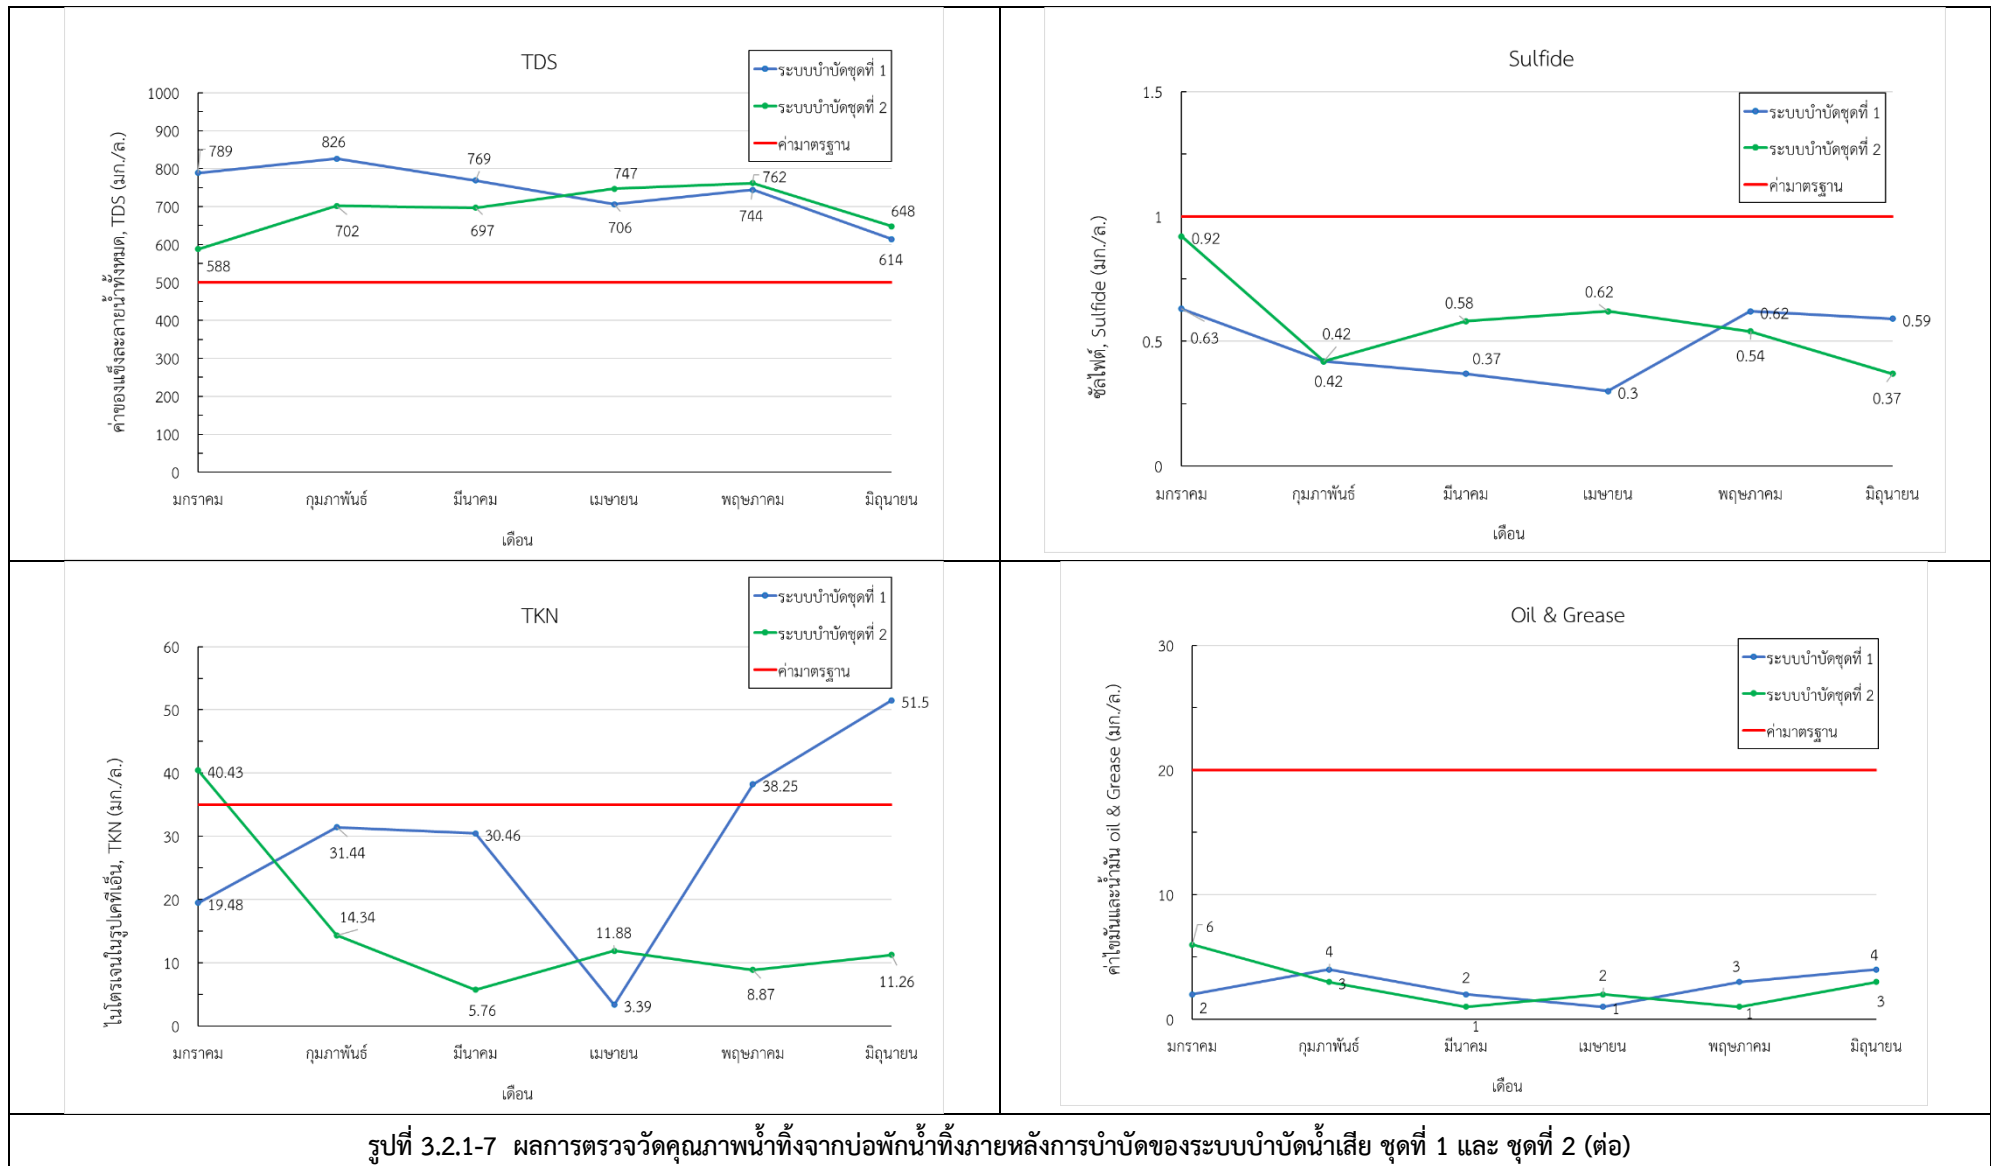 TDS
ระบบบำบัดชุดที่ 1
ระบบบำบัดชุดที่ 2
ค่ามาตรฐาน
ค่าของแข็งละลายน้ำทั้งหมด, TDS (มก./ล.)
1000
900
800
700
600
500
400
300
200
100
0
789
826
769
706
744
614
588
702
697
747
762
648
มกราคม กุมภาพันธ์ มีนาคม เมษายน พฤษภาคม มิถุนายน
เดือน
Sulfide
ระบบบำบัดชุดที่ 1
ระบบบำบัดชุดที่ 2
ค่ามาตรฐาน
ซัลไฟด์, Sulfide (มก./ล.)
1.5
1
0.5
0
0.92
0.42
0.58
0.62
0.54
0.37
0.63
0.42
0.37
0.3
0.62
0.59
มกราคม กุมภาพันธ์ มีนาคม เมษายน พฤษภาคม มิถุนายน
เดือน
TKN
ระบบบำบัดชุดที่ 1
ระบบบำบัดชุดที่ 2
ค่ามาตรฐาน
ไนโตรเจนในรูปเคทีเอ็น, TKN (มก./ล.)
60
50
40
30
20
10
0
40.43
14.34
5.76
11.88
8.87
11.26
19.48
31.44
30.46
3.39
38.25
51.5
มกราคม กุมภาพันธ์ มีนาคม เมษายน พฤษภาคม มิถุนายน
เดือน
Oil & Grease
ระบบบำบัดชุดที่ 1
ระบบบำบัดชุดที่ 2
ค่ามาตรฐาน
ค่าไขมันและน้ำมัน oil & Grease (มก./ล.)
30
20
10
0
6
3
1
2
1
3
2
4
2
1
3
4
มกราคม กุมภาพันธ์ มีนาคม เมษายน พฤษภาคม มิถุนายน
เดือน
รูปที่ 3.2.1-7 ผลการตรวจวัดคุณภาพน้ำทิ้งจากบ่อพักน้ำทิ้งภายหลังการบำบัดของระบบบำบัดน้ำเสีย ชุดที่ 1 และ ชุดที่ 2 (ต่อ)